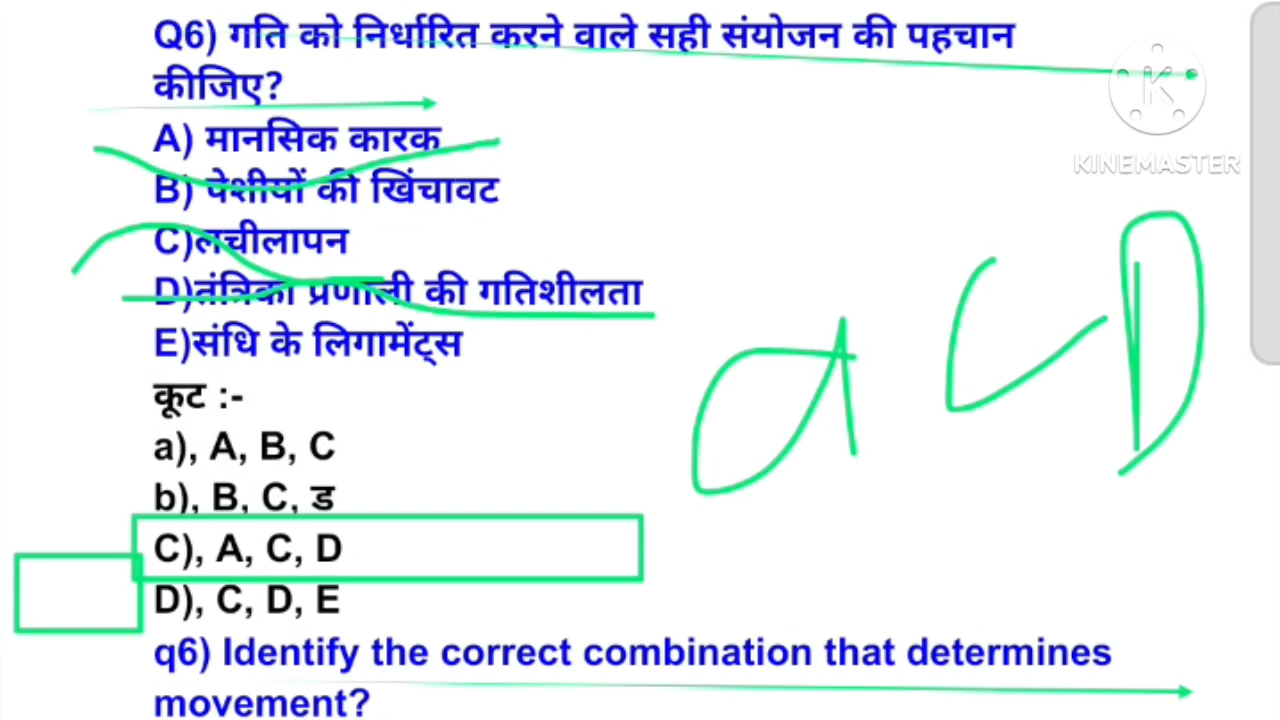 Q6) गति को निर्धारित करने वाले सही संयोजन की पहचान
कीजिए?
A) मानसिक कारक
B) पेशीयों की खिंचावट
C)लचीलापन
D)तंत्रिका प्रणाली की गतिशीलता
E)संधि के लिगामेंट्स
कूट :-
a), A, B, C
b), B, C, ड
C), A, C, D
D), C, D, E
q6) Identify the correct combination that determines
movement?
K
KINEMASTER
a C D